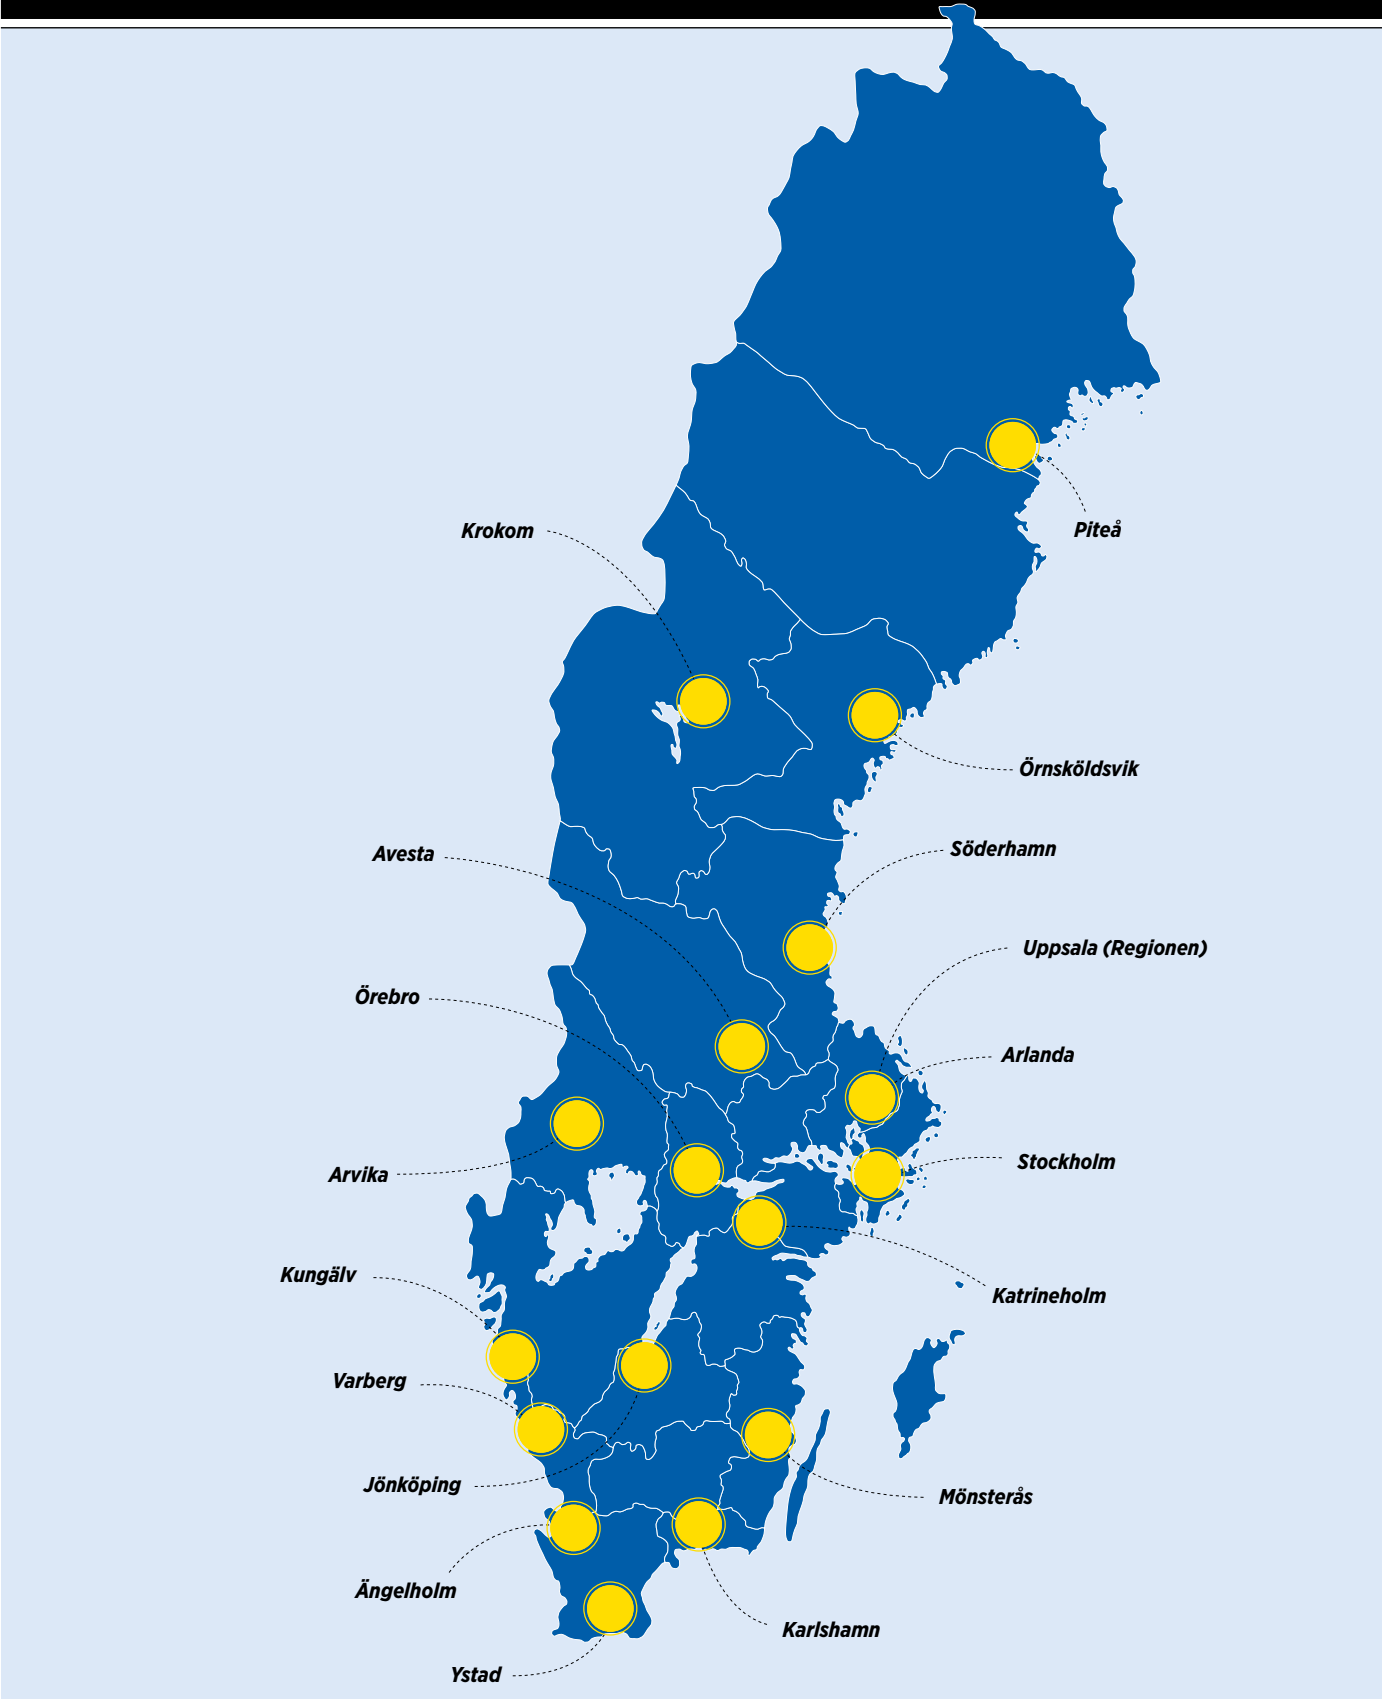 Krokom
Piteå
Örnsköldsvik
Avesta
Söderhamn
Uppsala (Regionen)
Örebro
Arlanda
Arvika
Stockholm
Kungälv
Katrineholm
Varberg
Jönköping
Mönsterås
Ängelholm
Karlshamn
Ystad